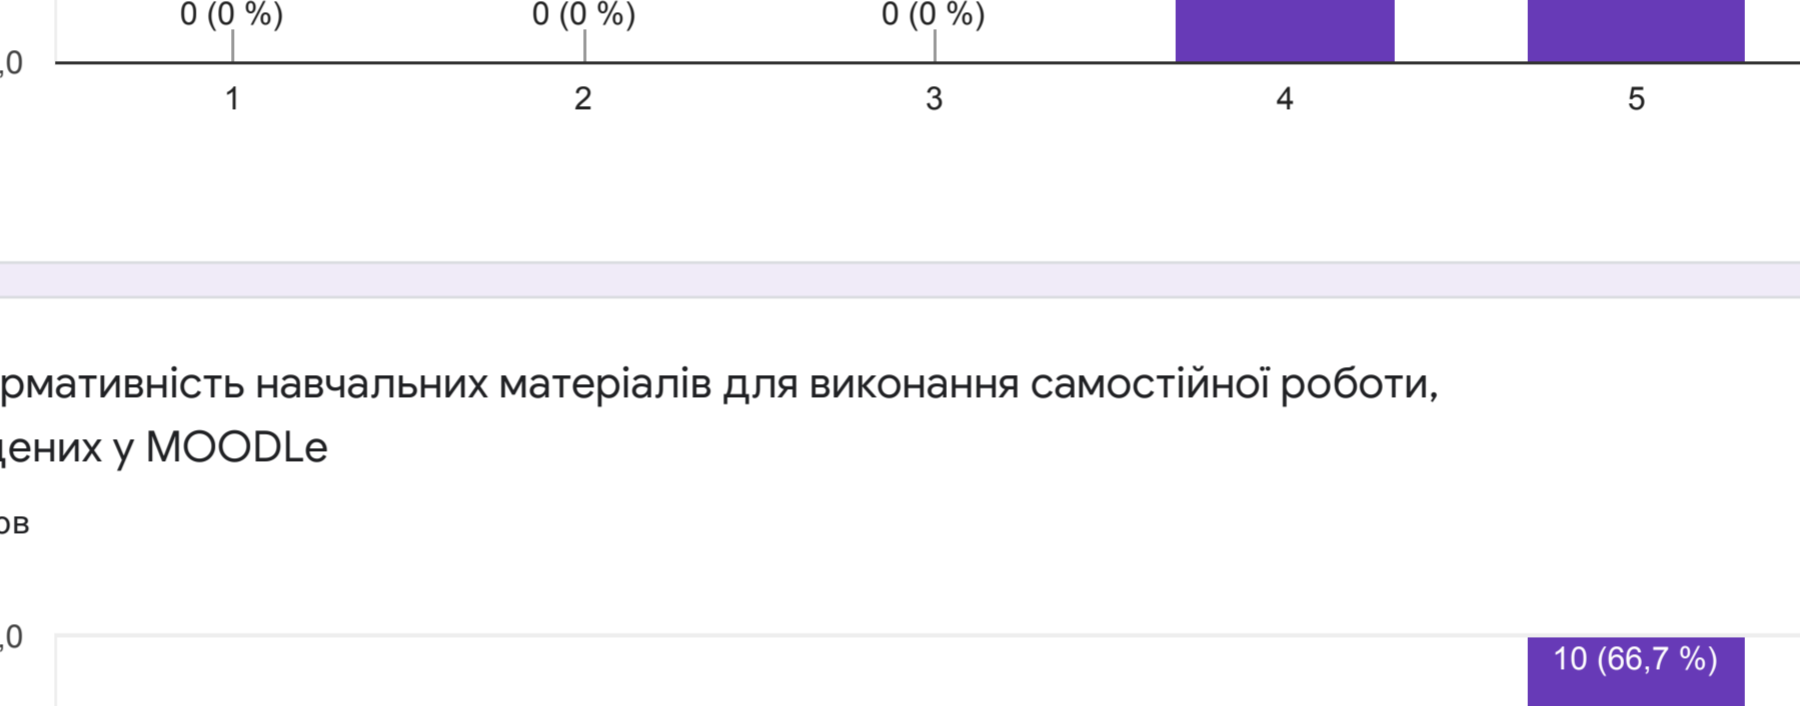 0 (0 %) 0 (0 %) 0 (0 %)
,0
1 2 3 4 5
рмативність навчальних матеріалів для виконання самостійної роботи,
дених у MOODLe
ов
,0
10 (66,7 %)